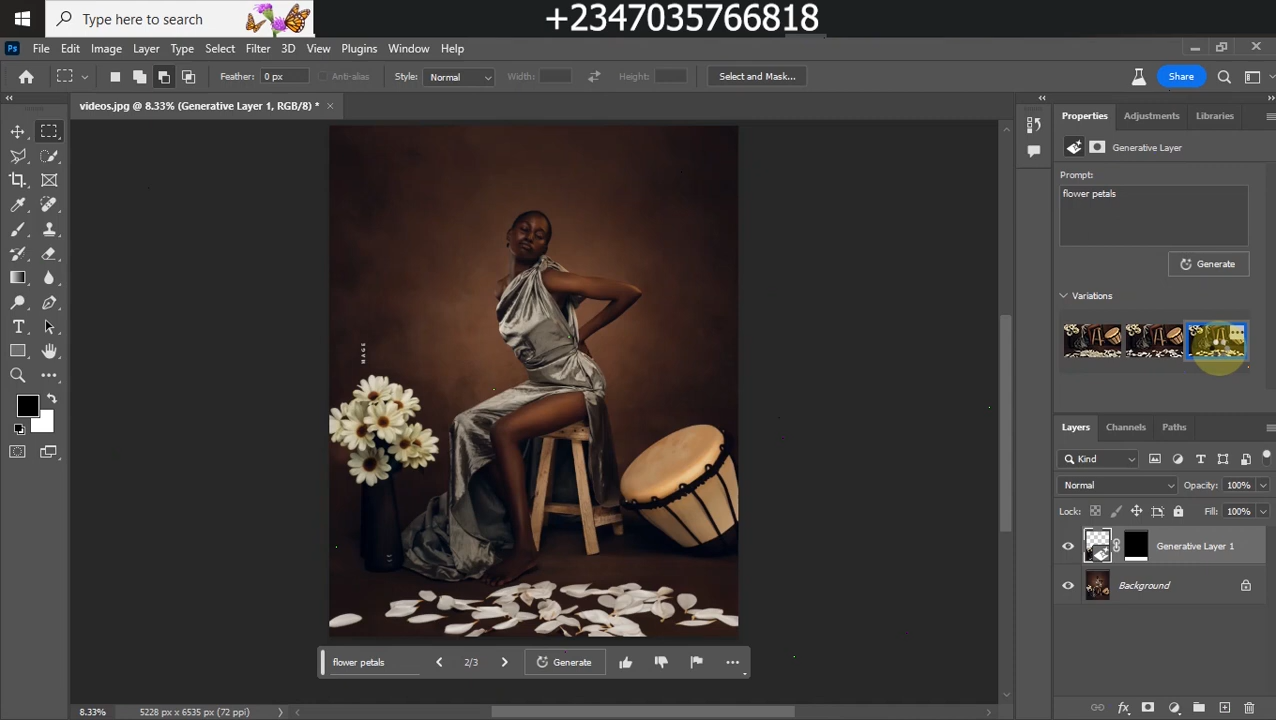 Type here to search
+2347035766818
Ps File Edit Image Layer Type Select Filter 3D View Plugins Window Help
Feather: 0 px Anti-alias Style: Normal Width: Height: Select and Mask... Share
videos.jpg @ 8.33% (Generative Layer 1, RGB/8) * ×
Properties Adjustments Libraries
Generative Layer
Prompt:
flower petals
Generate
Variations
MAGE
Layers Channels Paths
Kind
Normal Opacity: 100%
Lock: Fill: 100%
Generative Layer 1
Background
flower petals 2/3 Generate
8.33% 5228 px x 6535 px (72 ppi)